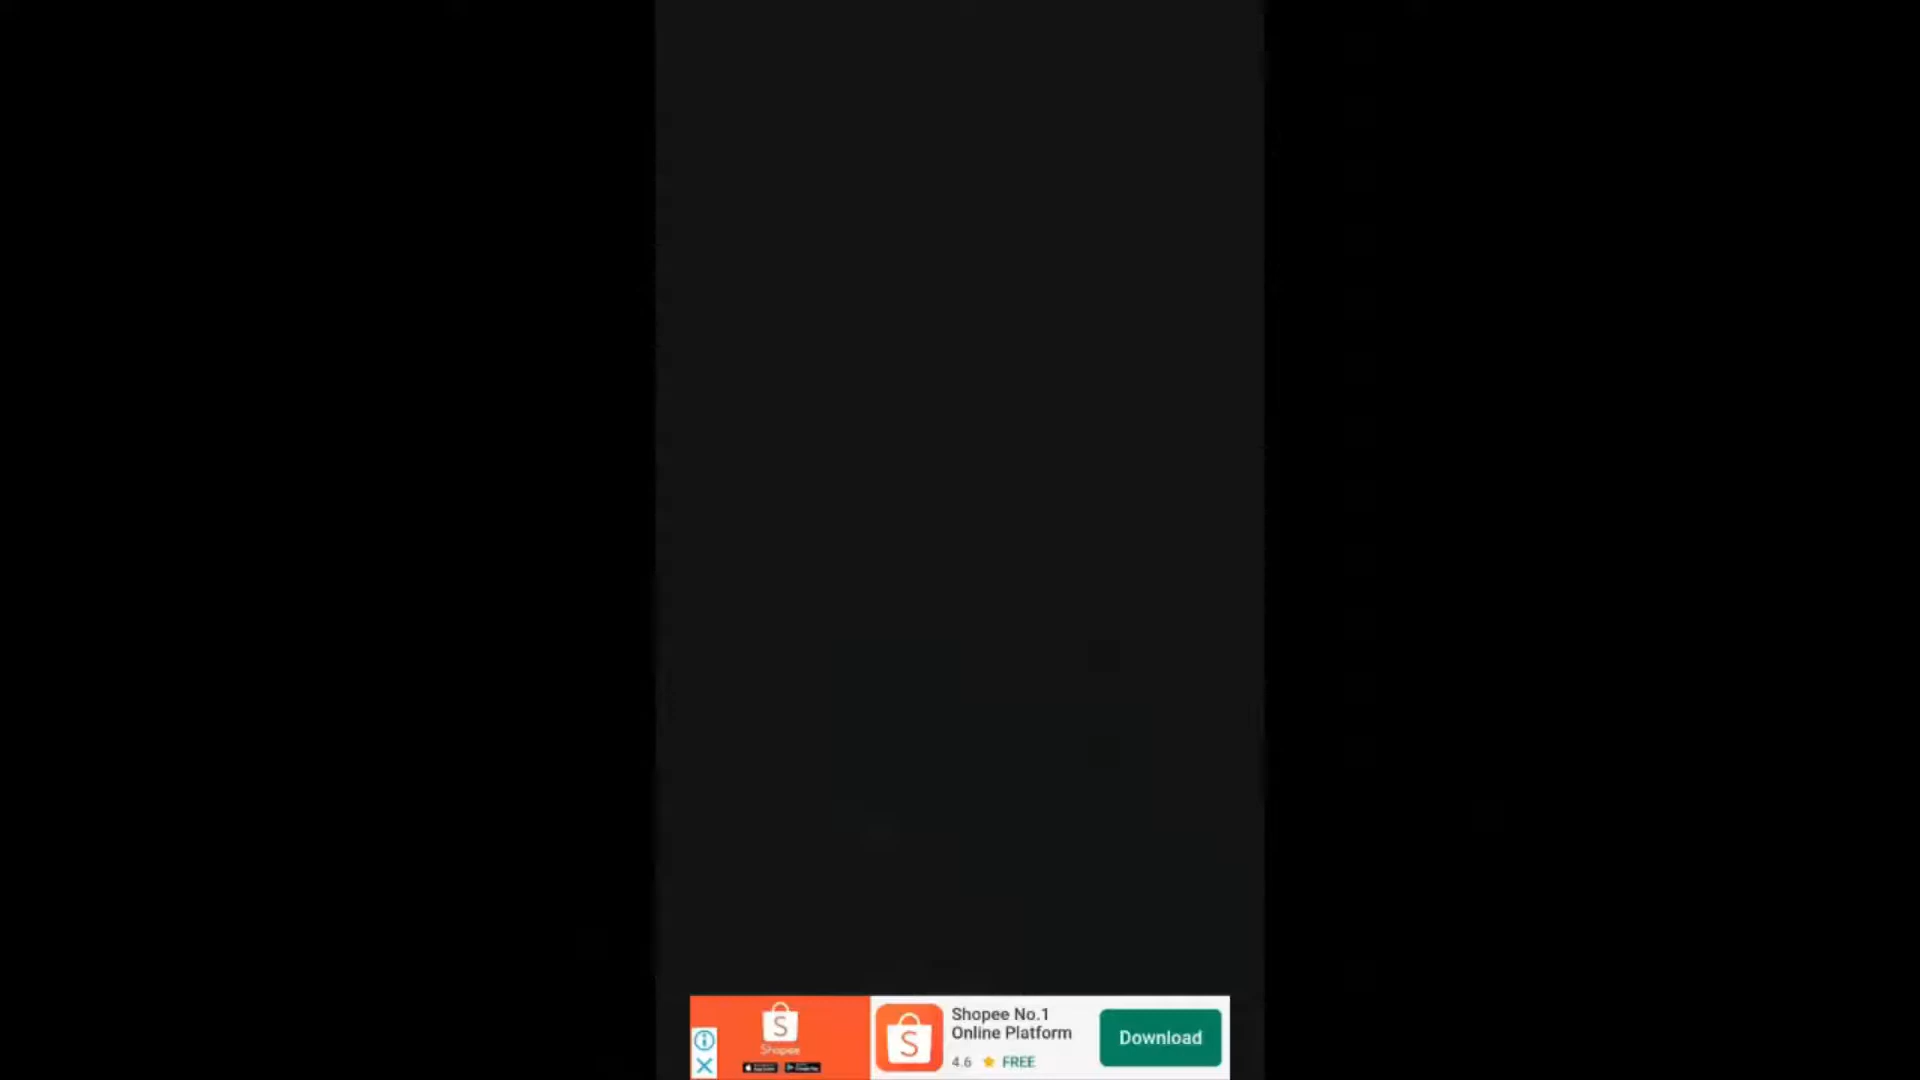 S
Shopee
S
Shopee No.1
Online Platform
4.6 ★ FREE
Download